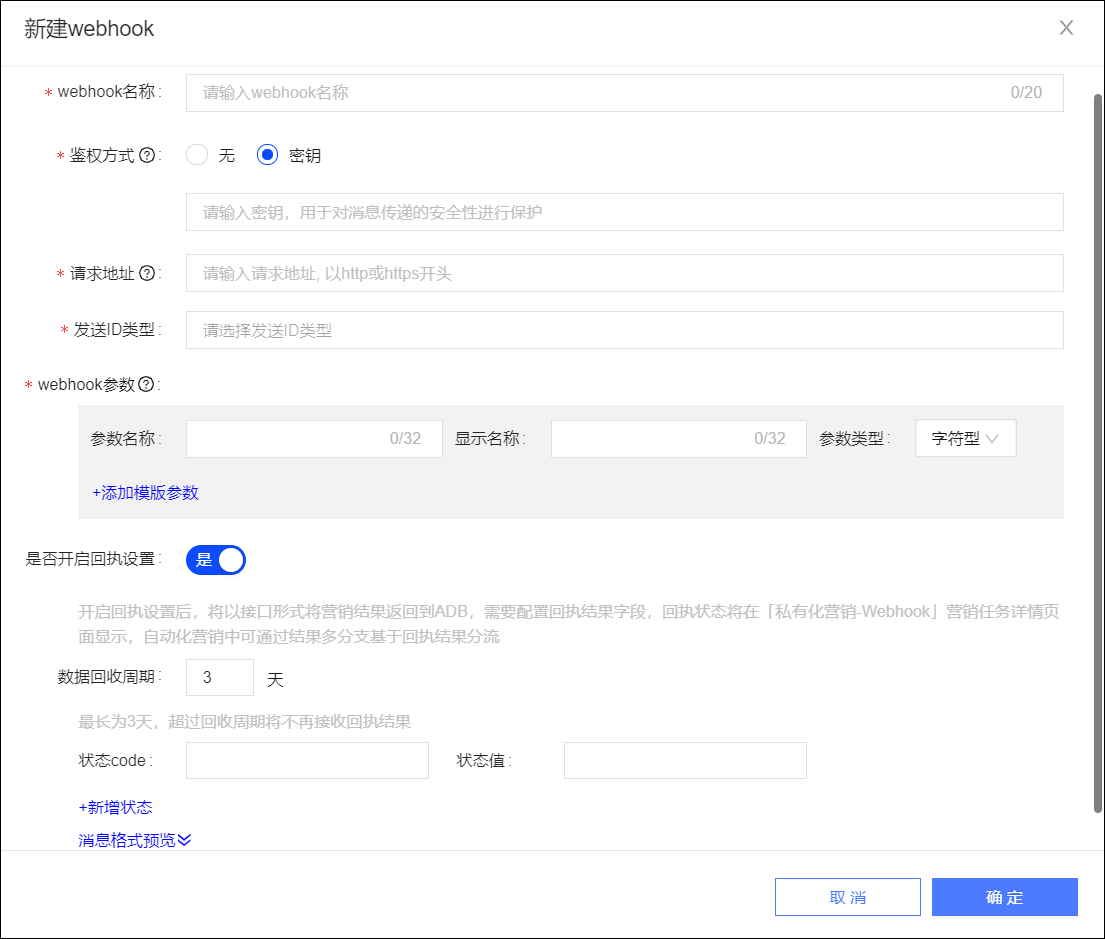 新建webhook
* webhook名称: 请输入webhook名称 0/20
* 鉴权方式?: 无 密钥
请输入密钥，用于对消息传递的安全性进行保护
* 请求地址?: 请输入请求地址, 以http或https开头
* 发送ID类型: 请选择发送ID类型
* webhook参数?:
参数名称: 0/32 显示名称: 0/32 参数类型: 字符型
+添加模版参数
是否开启回执设置: 是
开启回执设置后，将以接口形式将营销结果返回到ADB，需要配置回执结果字段，回执状态将在「私有化营销-Webhook」营销任务详情页
面显示，自动化营销中可通过结果多分支基于回执结果分流
数据回收周期: 3 天
最长为3天，超过回收周期将不再接收回执结果
状态code: 状态值:
+新增状态
消息格式预览
取 消 确 定